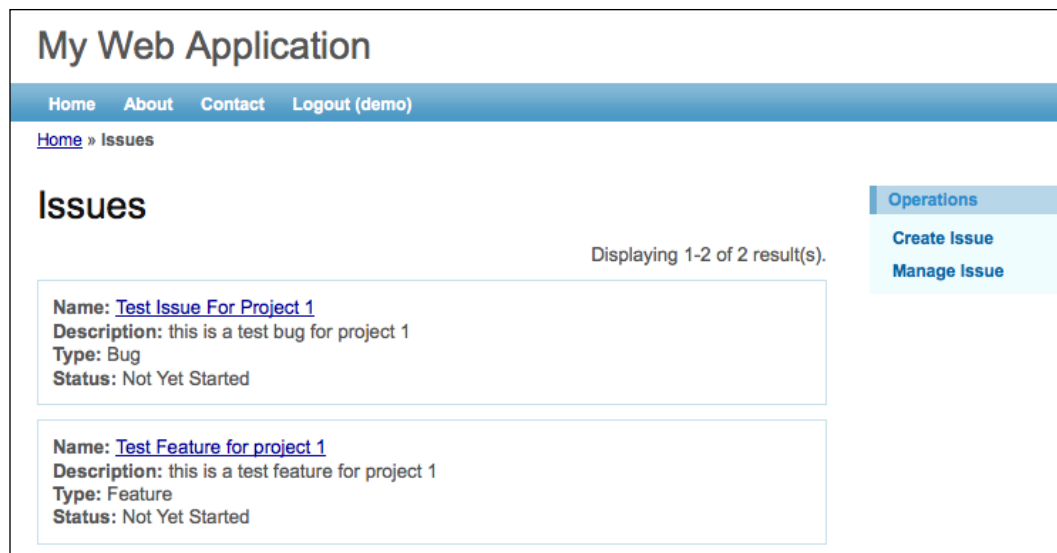 My Web Application
Home About Contact Logout (demo)
Home » Issues
Issues
Displaying 1-2 of 2 result(s).
Name: Test Issue For Project 1
Description: this is a test bug for project 1
Type: Bug
Status: Not Yet Started
Name: Test Feature for project 1
Description: this is a test feature for project 1
Type: Feature
Status: Not Yet Started
Operations
Create Issue
Manage Issue